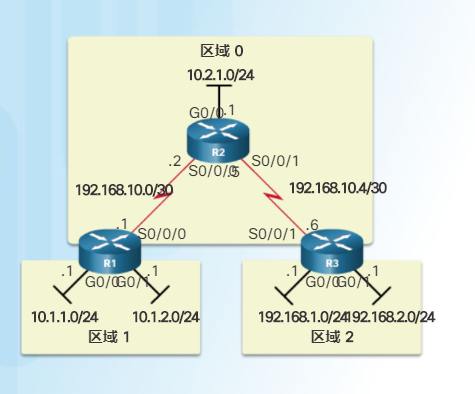 区域 0
10.2.1.0/24
G0/0 .1
R2
.2 S0/0/0 .5 S0/0/1
192.168.10.0/30 192.168.10.4/30
.1 S0/0/0 S0/0/1 .6
R1 R3
.1 .1 .1 .1
G0/0 G0/1 G0/0 G0/1
10.1.1.0/24 10.1.2.0/24 192.168.1.0/24 192.168.2.0/24
区域 1 区域 2